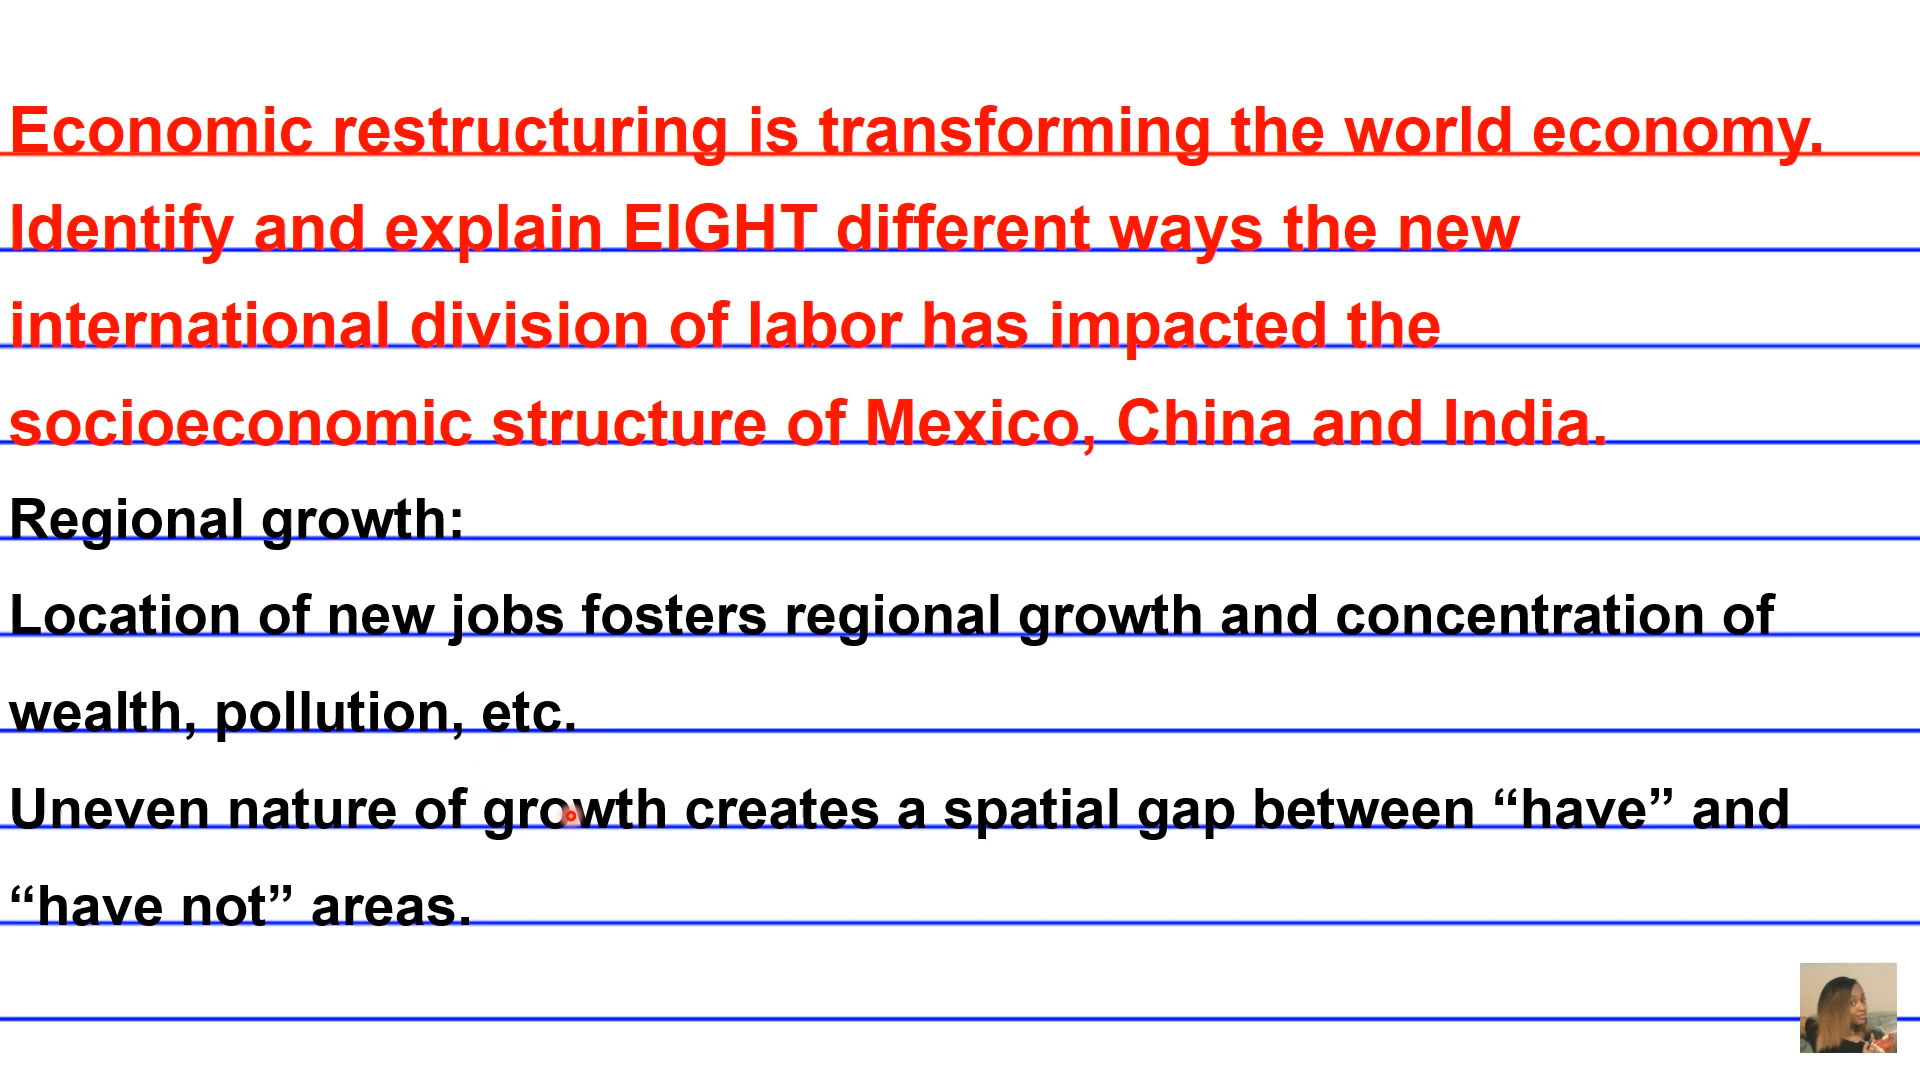 Economic restructuring is transforming the world economy.
Identify and explain EIGHT different ways the new
international division of labor has impacted the
socioeconomic structure of Mexico, China and India.
Regional growth:
Location of new jobs fosters regional growth and concentration of
wealth, pollution, etc.
Uneven nature of growth creates a spatial gap between “have” and
“have not” areas.